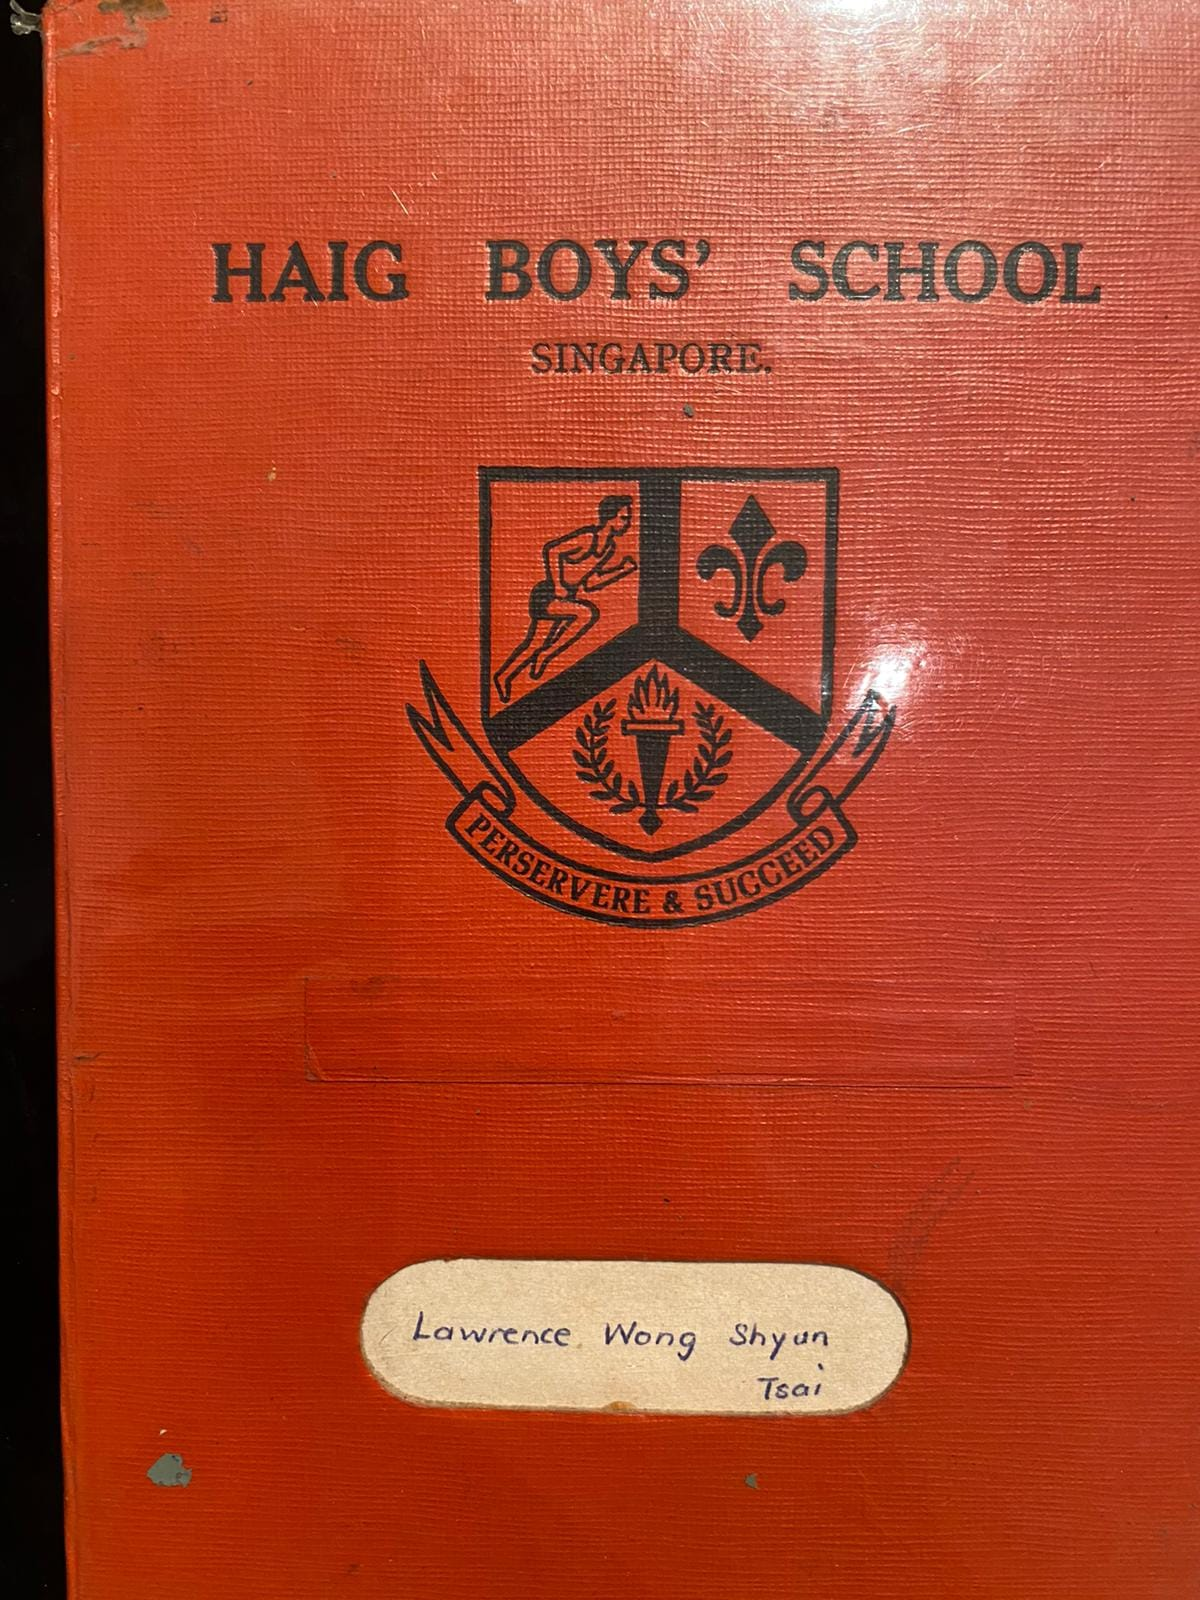 HAIG BOYS' SCHOOL
SINGAPORE.
PERSERVERE & SUCCEED
Lawrence Wong Shyun
Tsai